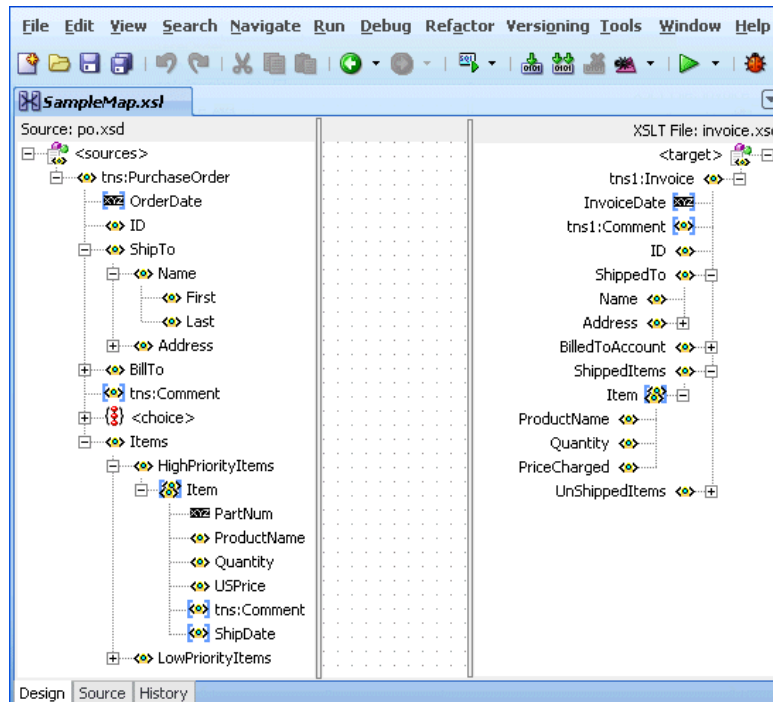 File Edit View Search Navigate Run Debug Refactor Versioning Tools Window Help
SampleMap.xsl
Source: po.xsd
<sources>
tns:PurchaseOrder
OrderDate
ID
ShipTo
Name
First
Last
Address
BillTo
tns:Comment
<choice>
Items
HighPriorityItems
Item
PartNum
ProductName
Quantity
USPrice
tns:Comment
ShipDate
LowPriorityItems
XSLT File: invoice.xsd
<target>
tns1:Invoice
InvoiceDate
tns1:Comment
ID
ShippedTo
Name
Address
BilledToAccount
ShippedItems
Item
ProductName
Quantity
PriceCharged
UnShippedItems
Design Source History